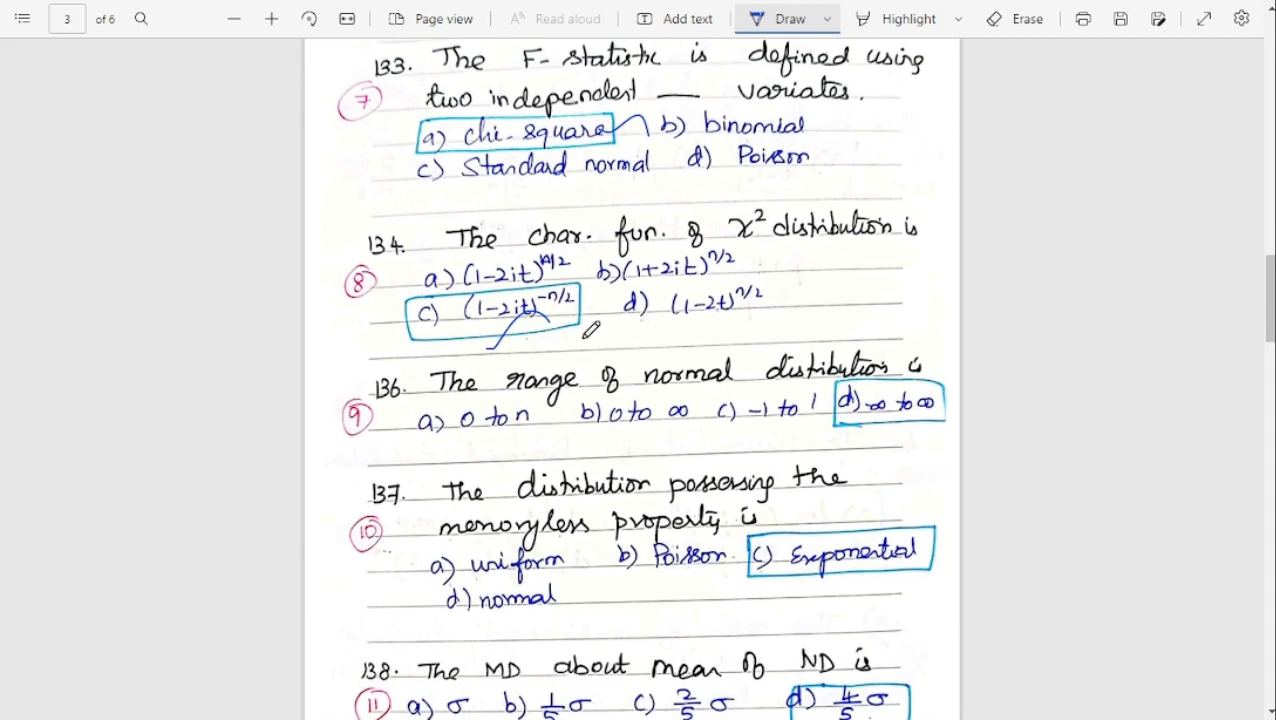 3 of 6 Page view Read aloud Add text Draw Highlight Erase
133. The F- statistic is defined using
7 two independent ___ variates.
a) chi-square b) binomial
c) Standard normal d) Poisson
134. The char. fun. of χ² distribution is
8 a) (1-2it)^n/2 b) (1+2it)^n/2
c) (1-2it)^-n/2 d) (1-2t)^n/2
136. The range of normal distribution is
9 a) 0 to n b) 0 to ∞ c) -1 to 1 d) -∞ to ∞
137. The distribution possessing the
10 memoryless property is
a) uniform b) Poisson. c) Exponential
d) normal
138. The MD about mean of ND is
11 a) σ b) 1/5 σ c) 2/5 σ d) 4/5 σ